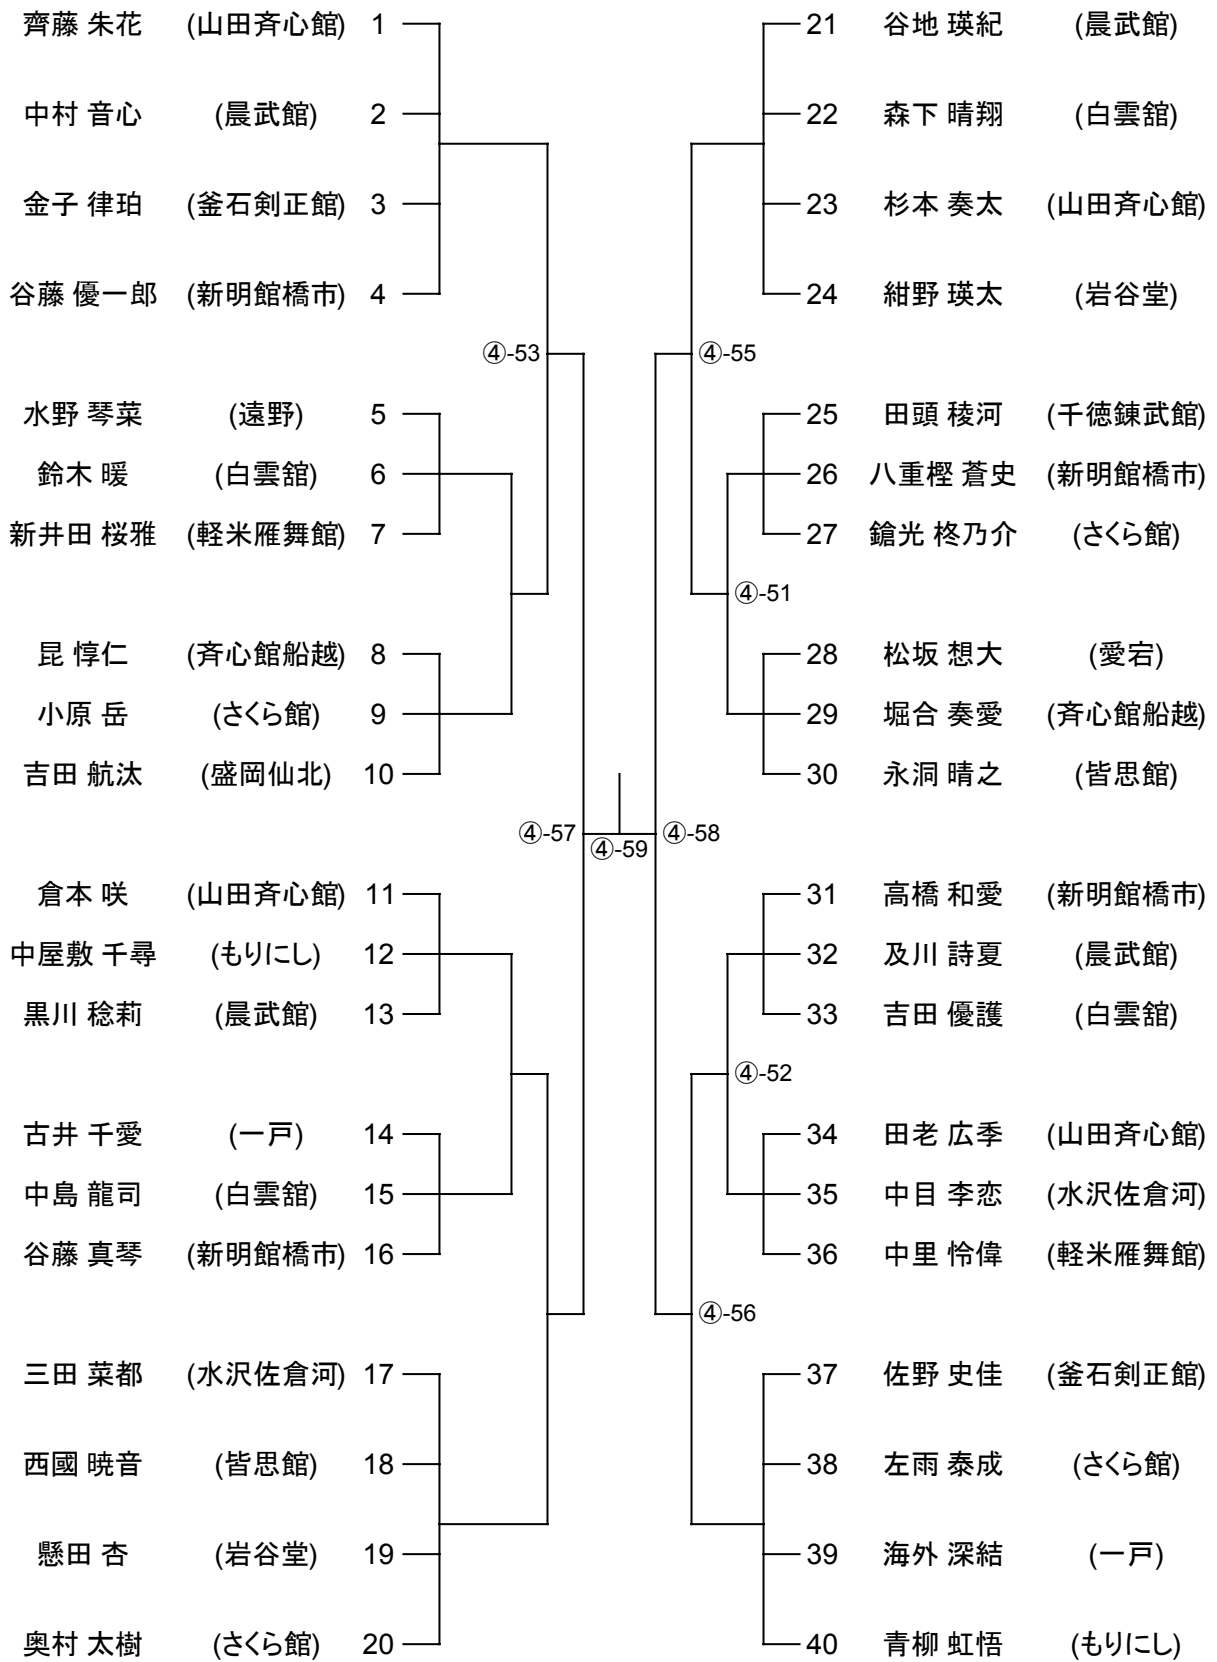 齊藤 朱花 (山田斉心館) 1
中村 音心 (晨武館) 2
金子 律珀 (釜石剣正館) 3
谷藤 優一郎 (新明館橋市) 4
④-53
水野 琴菜 (遠野) 5
鈴木 暖 (白雲舘) 6
新井田 桜雅 (軽米雁舞館) 7
昆 惇仁 (斉心館船越) 8
小原 岳 (さくら館) 9
吉田 航汰 (盛岡仙北) 10
④-57
④-59
倉本 咲 (山田斉心館) 11
中屋敷 千尋 (もりにし) 12
黒川 稔莉 (晨武館) 13
古井 千愛 (一戸) 14
中島 龍司 (白雲舘) 15
谷藤 真琴 (新明館橋市) 16
三田 菜都 (水沢佐倉河) 17
西國 暁音 (皆思館) 18
懸田 杏 (岩谷堂) 19
奥村 太樹 (さくら館) 20
21 谷地 瑛紀 (晨武館)
22 森下 晴翔 (白雲舘)
23 杉本 奏太 (山田斉心館)
24 紺野 瑛太 (岩谷堂)
④-55
25 田頭 稜河 (千徳錬武館)
26 八重樫 蒼史 (新明館橋市)
27 鎗光 柊乃介 (さくら館)
④-51
28 松坂 想大 (愛宕)
29 堀合 奏愛 (斉心館船越)
30 永洞 晴之 (皆思館)
④-58
31 高橋 和愛 (新明館橋市)
32 及川 詩夏 (晨武館)
33 吉田 優護 (白雲舘)
④-52
34 田老 広季 (山田斉心館)
35 中目 李恋 (水沢佐倉河)
36 中里 怜偉 (軽米雁舞館)
④-56
37 佐野 史佳 (釜石剣正館)
38 左雨 泰成 (さくら館)
39 海外 深結 (一戸)
40 青柳 虹悟 (もりにし)